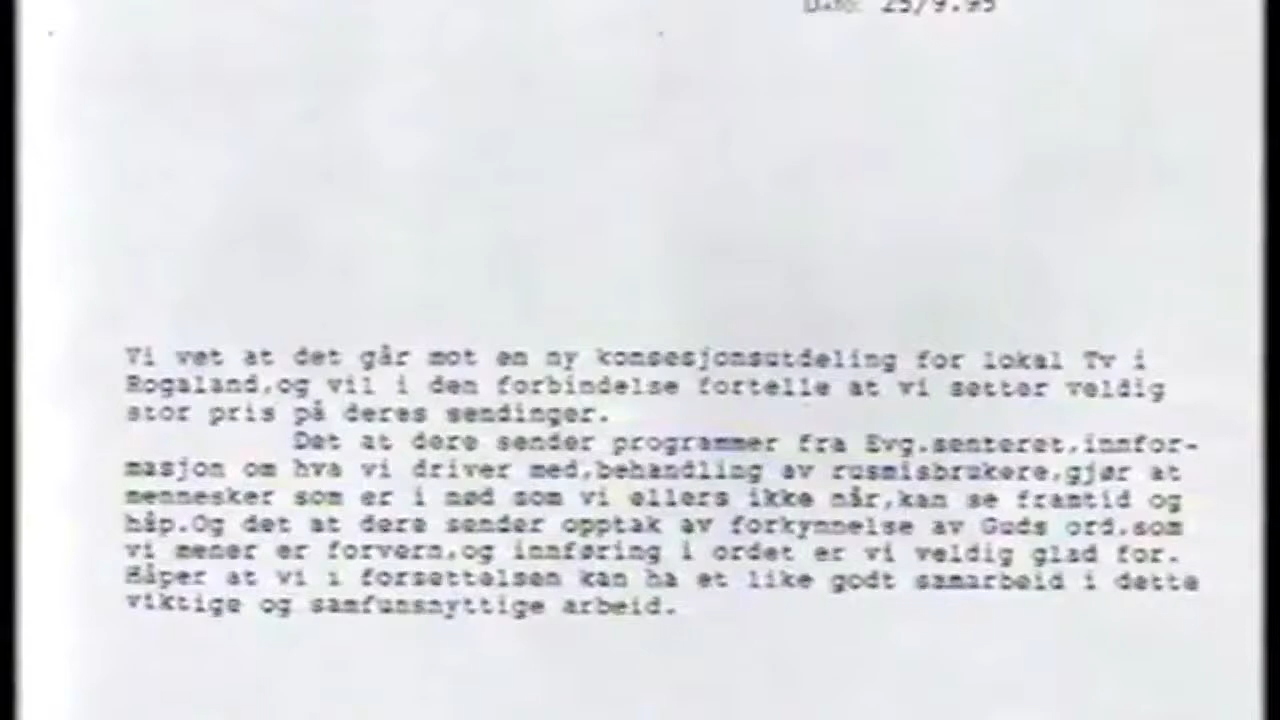 Dato 25/9.95
Vi vet at det går mot en ny konsesjonsutdeling for lokal Tv i
Rogaland,og vil i den forbindelse fortelle at vi setter veldig
stor pris på deres sendinger.
Det at dere sender programmer fra Evg.senteret,innfor-
masjon om hva vi driver med,behandling av rusmisbrukere,gjør at
mennesker som er i nød som vi ellers ikke når,kan se framtid og
håp.Og det at dere sender opptak av forkynnelse av Guds ord,som
vi mener er forvern,og innføring i ordet er vi veldig glad for.
Håper at vi i forsettelsen kan ha et like godt samarbeid i dette
viktige og samfunsnyttige arbeid.